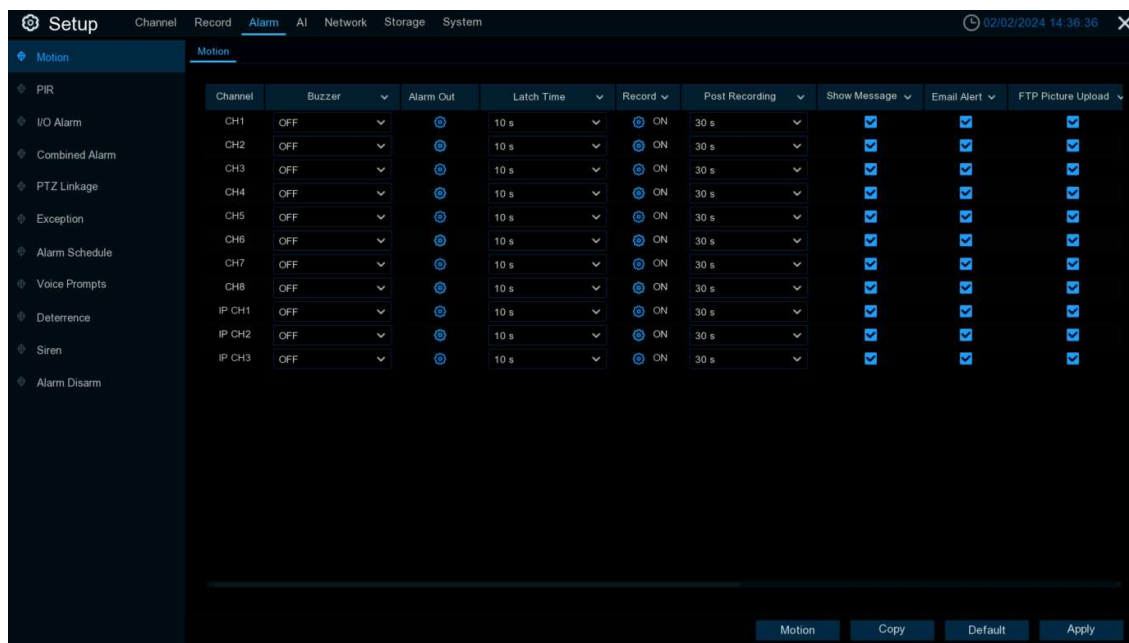 Setup Channel Record Alarm AI Network Storage System 02/02/2024 14:36:36
Motion
PIR
I/O Alarm
Combined Alarm
PTZ Linkage
Exception
Alarm Schedule
Voice Prompts
Deterrence
Siren
Alarm Disarm
Motion
Channel Buzzer Alarm Out Latch Time Record Post Recording Show Message Email Alert FTP Picture Upload
CH1 OFF 10 s ON 30 s
CH2 OFF 10 s ON 30 s
CH3 OFF 10 s ON 30 s
CH4 OFF 10 s ON 30 s
CH5 OFF 10 s ON 30 s
CH6 OFF 10 s ON 30 s
CH7 OFF 10 s ON 30 s
CH8 OFF 10 s ON 30 s
IP CH1 OFF 10 s ON 30 s
IP CH2 OFF 10 s ON 30 s
IP CH3 OFF 10 s ON 30 s
Motion Copy Default Apply